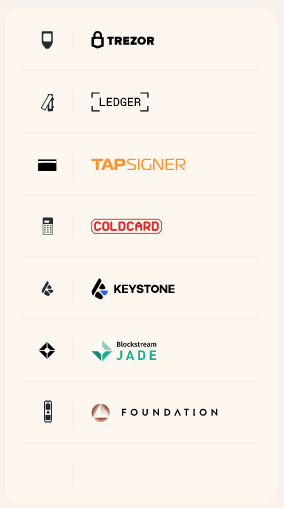 TREZOR
LEDGER
TAPSIGNER
COLDCARD
KEYSTONE
Blockstream
JADE
FOUNDATION